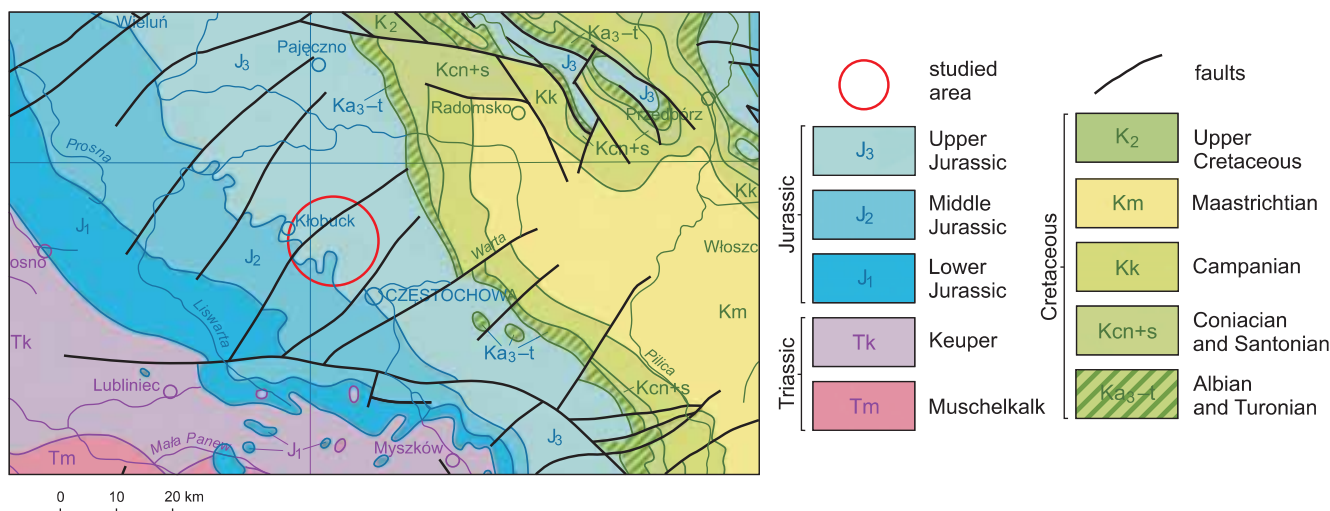 Wieluń
K2
Ka3–t
J3
Pajęczno
J3
Kcn+s
Kk
J3
Ka3–t
Radomsko
Przedbórz
Prosna
Kcn+s
Kk
J1
Kłobuck
J2
Warta
Włoszc
osno
CZĘSTOCHOWA
Liswarta
Km
Tk
Ka3–t
Pilica
Lubliniec
Kcn+s
J3
Mała Panew
J1
Myszków
Tm
0 10 20 km
studied
area
faults
Jurassic
J3
Upper
Jurassic
J2
Middle
Jurassic
J1
Lower
Jurassic
Triassic
Tk
Keuper
Tm
Muschelkalk
Cretaceous
K2
Upper
Cretaceous
Km
Maastrichtian
Kk
Campanian
Kcn+s
Coniacian
and Santonian
Ka3–t
Albian
and Turonian